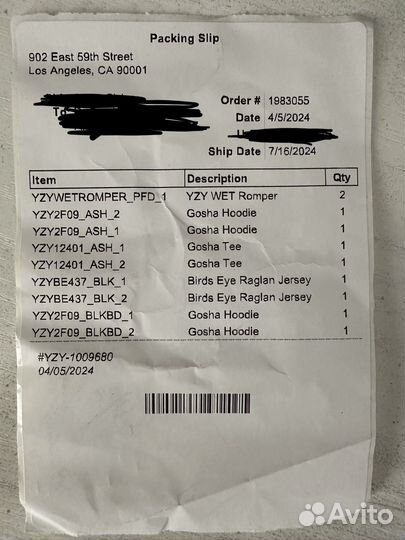 Packing Slip
902 East 59th Street
Los Angeles, CA 90001
Order # 1983055
Date 4/5/2024
Ship Date 7/16/2024
Item Description Qty
YZYWETROMPER_PFD_1 YZY WET Romper 2
YZY2F09_ASH_2 Gosha Hoodie 1
YZY2F09_ASH_1 Gosha Hoodie 1
YZY12401_ASH_1 Gosha Tee 1
YZY12401_ASH_2 Gosha Tee 1
YZYBE437_BLK_1 Birds Eye Raglan Jersey 1
YZYBE437_BLK_2 Birds Eye Raglan Jersey 1
YZY2F09_BLKBD_1 Gosha Hoodie 1
YZY2F09_BLKBD_2 Gosha Hoodie 1
#YZY-1009680
04/05/2024
Avito